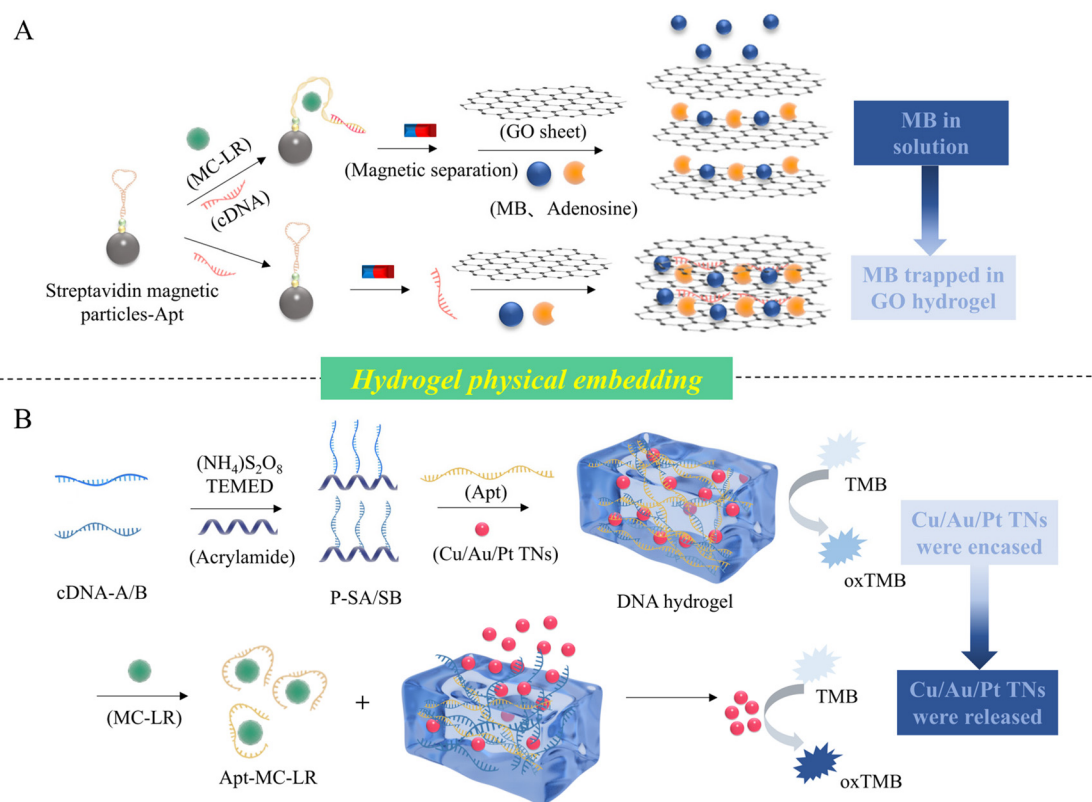 A
(MC-LR)
(cDNA)
Streptavidin magnetic
particles-Apt
(Magnetic separation)
(GO sheet)
(MB、Adenosine)
MB in
solution
MB trapped in
GO hydrogel
Hydrogel physical embedding
B
cDNA-A/B
(NH₄)S₂O₈
TEMED
(Acrylamide)
P-SA/SB
(Apt)
(Cu/Au/Pt TNs)
DNA hydrogel
TMB
oxTMB
Cu/Au/Pt TNs
were encased
(MC-LR)
Apt-MC-LR
+
TMB
oxTMB
Cu/Au/Pt TNs
were released